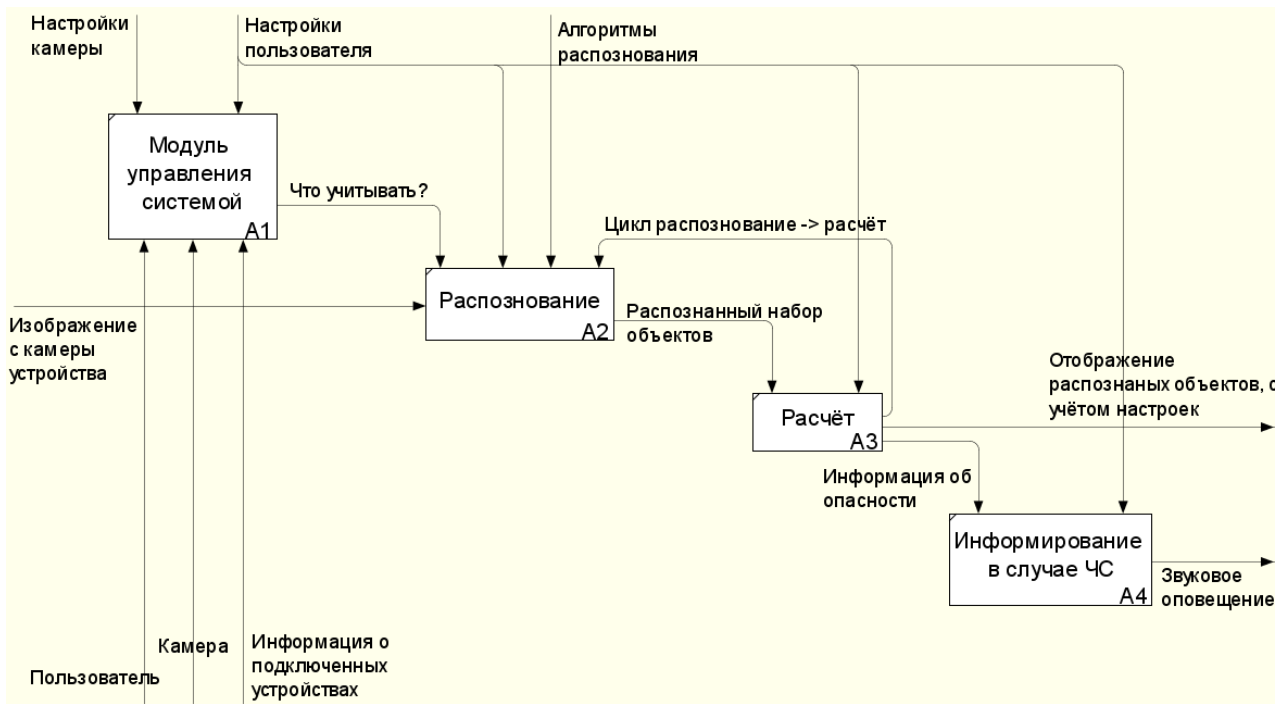 Настройки
камеры
Настройки
пользователя
Алгоритмы
распознования
Модуль
управления
системой
A1
Что учитывать?
Цикл распознование -> расчёт
Распознование
A2
Изображение
с камеры
устройства
Распознанный набор
объектов
Отображение
распознаных объектов, с
учётом настроек
Расчёт
A3
Информация об
опасности
Информирование
в случае ЧС
A4
Звуковое
оповещение
Пользователь
Камера
Информация о
подключенных
устройствах